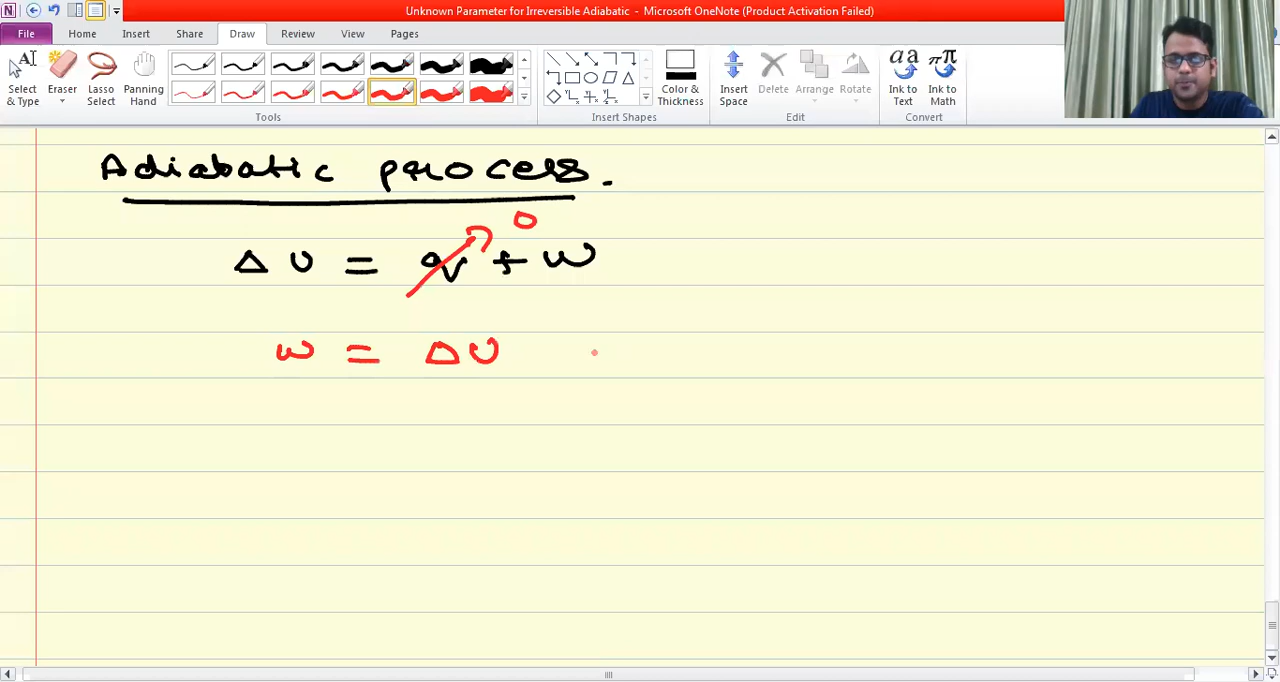 Unknown Parameter for Irreversible Adiabatic - Microsoft OneNote (Product Activation Failed)
File Home Insert Share Draw Review View Pages
Select & Type
Eraser
Lasso Select
Panning Hand
Color & Thickness
Insert Space
Delete
Arrange
Rotate
Ink to Text
Ink to Math
Tools
Insert Shapes
Edit
Convert
Adiabatic process.
0
Δ U = q + w
w = Δ U